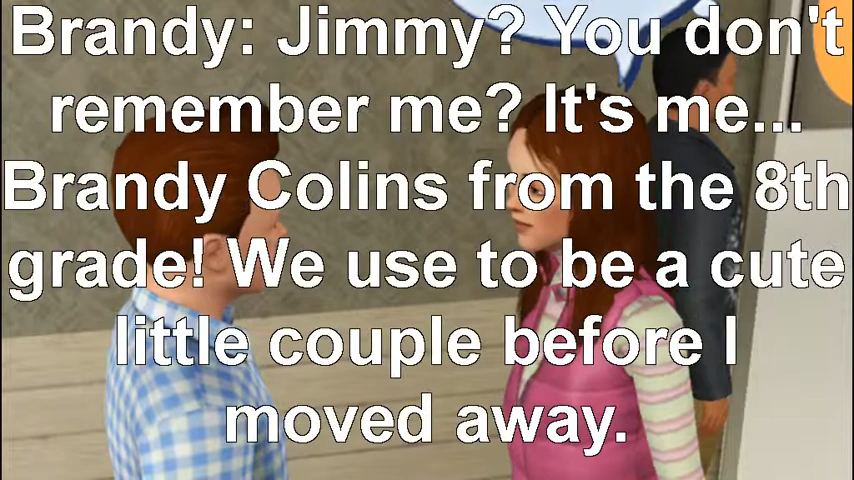 Brandy: Jimmy? You don't
remember me? It's me...
Brandy Colins from the 8th
grade! We use to be a cute
little couple before I
moved away.